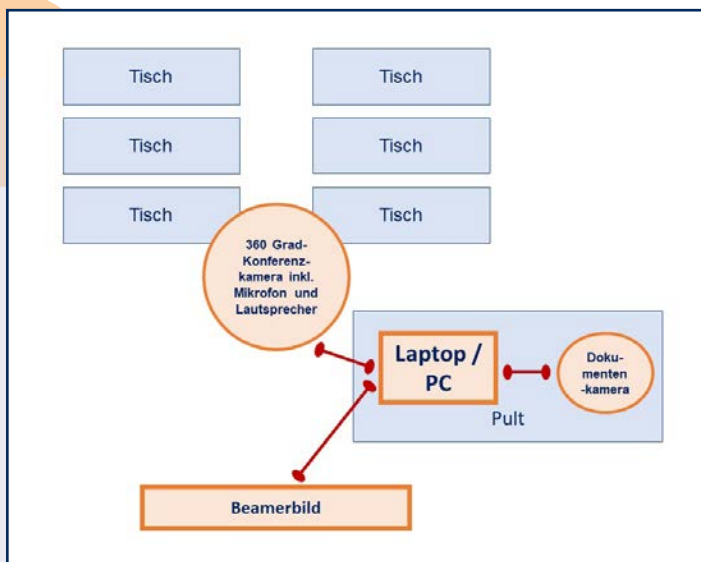 Tisch
Tisch
Tisch
Tisch
Tisch
Tisch
360 Grad-
Konferenz-
kamera inkl.
Mikrofon und
Lautsprecher
Laptop /
PC
Doku-
menten
-kamera
Pult
Beamerbild